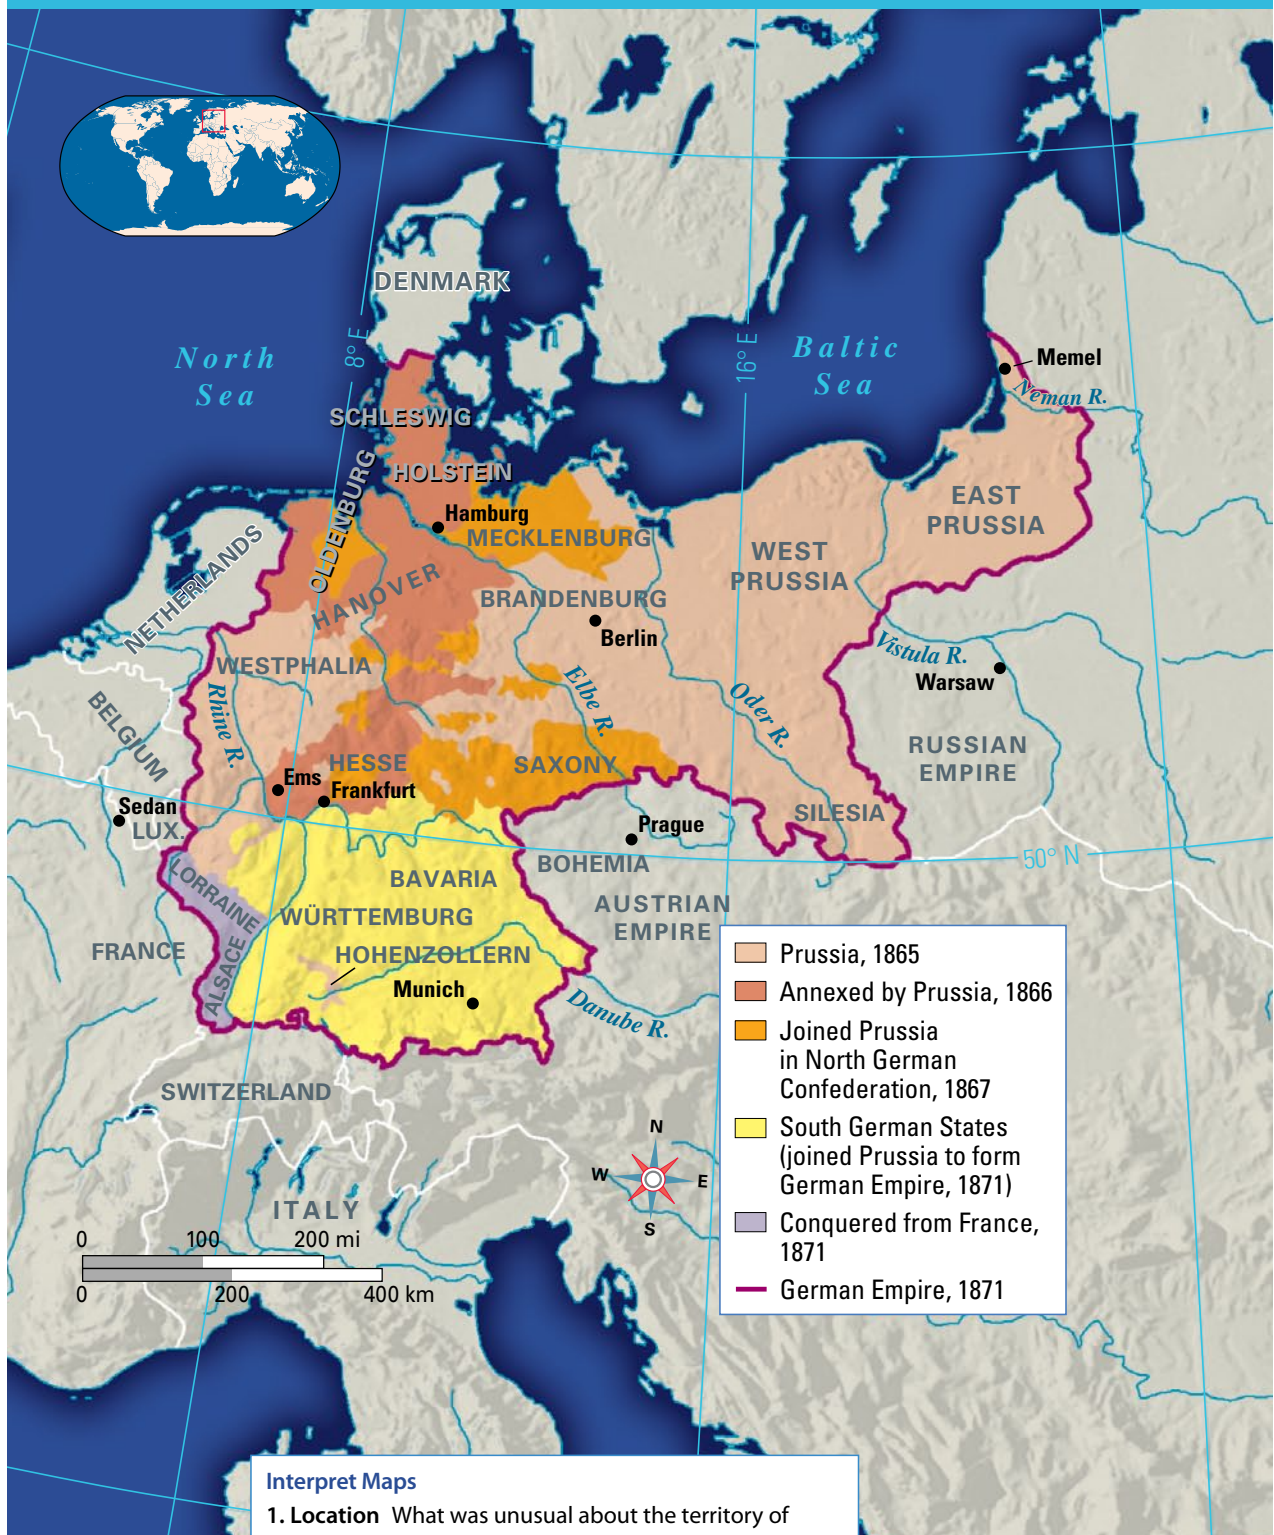 DENMARK
North
Sea
8° E
16° E
Baltic
Sea
Memel
Neman R.
SCHLESWIG
HOLSTEIN
OLDENBURG
Hamburg
MECKLENBURG
EAST
PRUSSIA
WEST
PRUSSIA
NETHERLANDS
HANOVER
BRANDENBURG
Berlin
WESTPHALIA
Vistula R.
Warsaw
Rhine R.
Elbe R.
Oder R.
BELGIUM
RUSSIAN
EMPIRE
HESSE
SAXONY
Ems
Frankfurt
Sedan
LUX.
SILESIA
Prague
50° N
BOHEMIA
LORRAINE
BAVARIA
AUSTRIAN
EMPIRE
WÜRTTEMBURG
FRANCE
HOHENZOLLERN
ALSACE
Munich
Danube R.
SWITZERLAND
ITALY
Prussia, 1865
Annexed by Prussia, 1866
Joined Prussia
in North German
Confederation, 1867
South German States
(joined Prussia to form
German Empire, 1871)
Conquered from France,
1871
German Empire, 1871
N
W
E
S
0 100 200 mi
0 200 400 km
Interpret Maps
1. Location What was unusual about the territory of